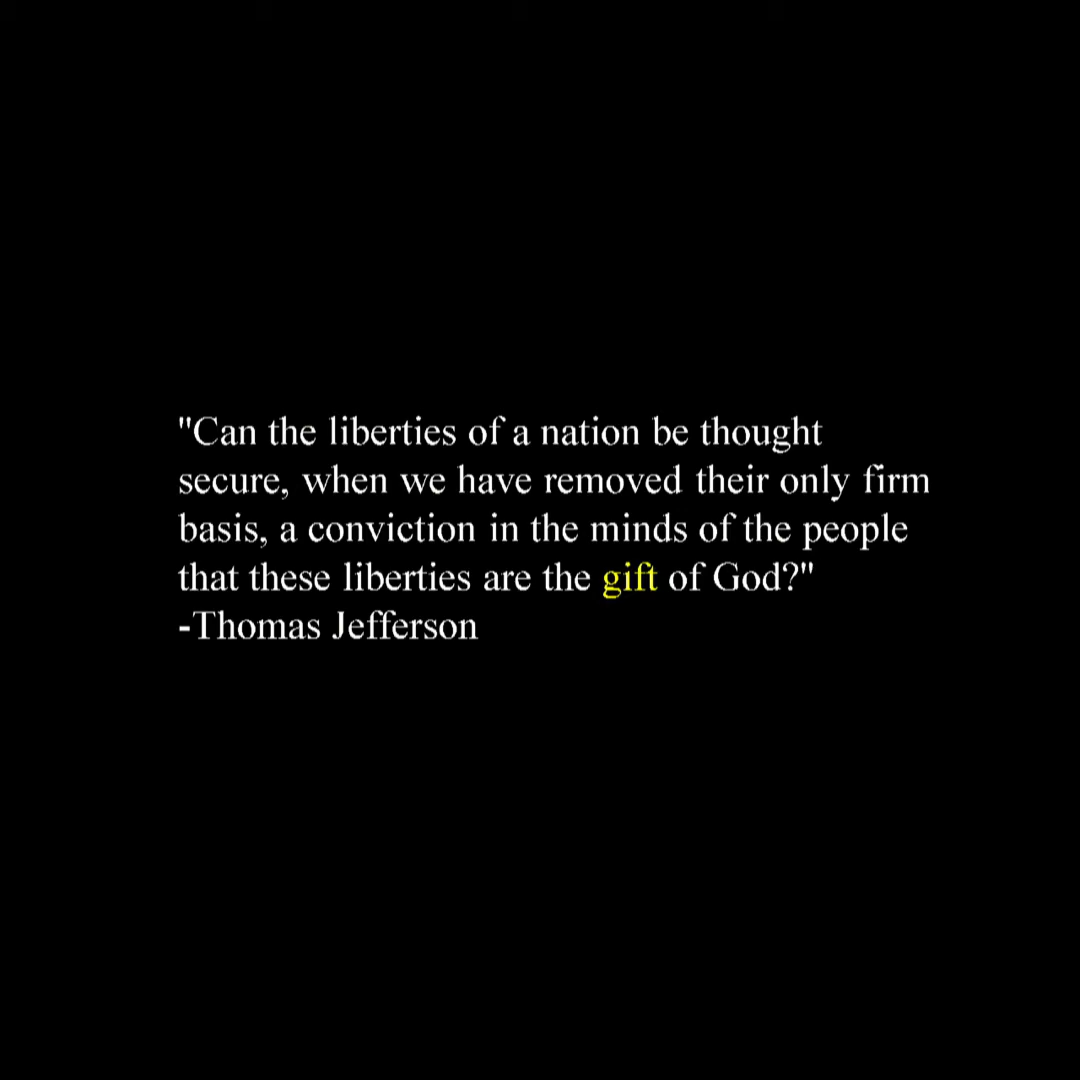 "Can the liberties of a nation be thought
secure, when we have removed their only firm
basis, a conviction in the minds of the people
that these liberties are the gift of God?"
-Thomas Jefferson